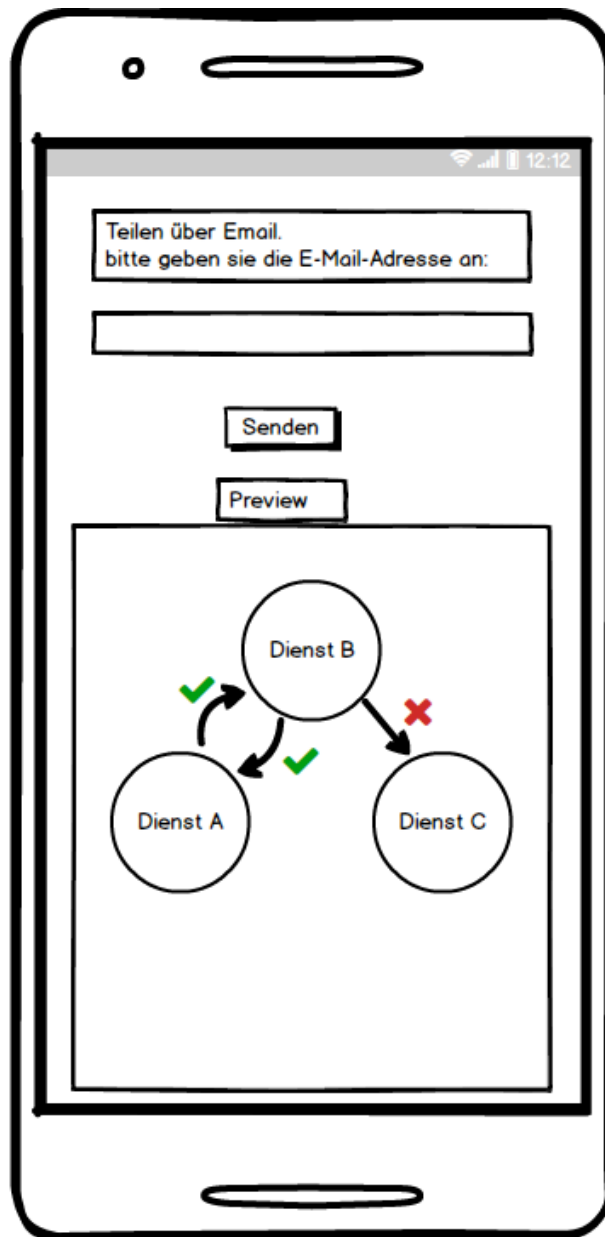 12:12
Teilen über Email.
bitte geben sie die E-Mail-Adresse an:
Senden
Preview
Dienst B
Dienst A
Dienst C